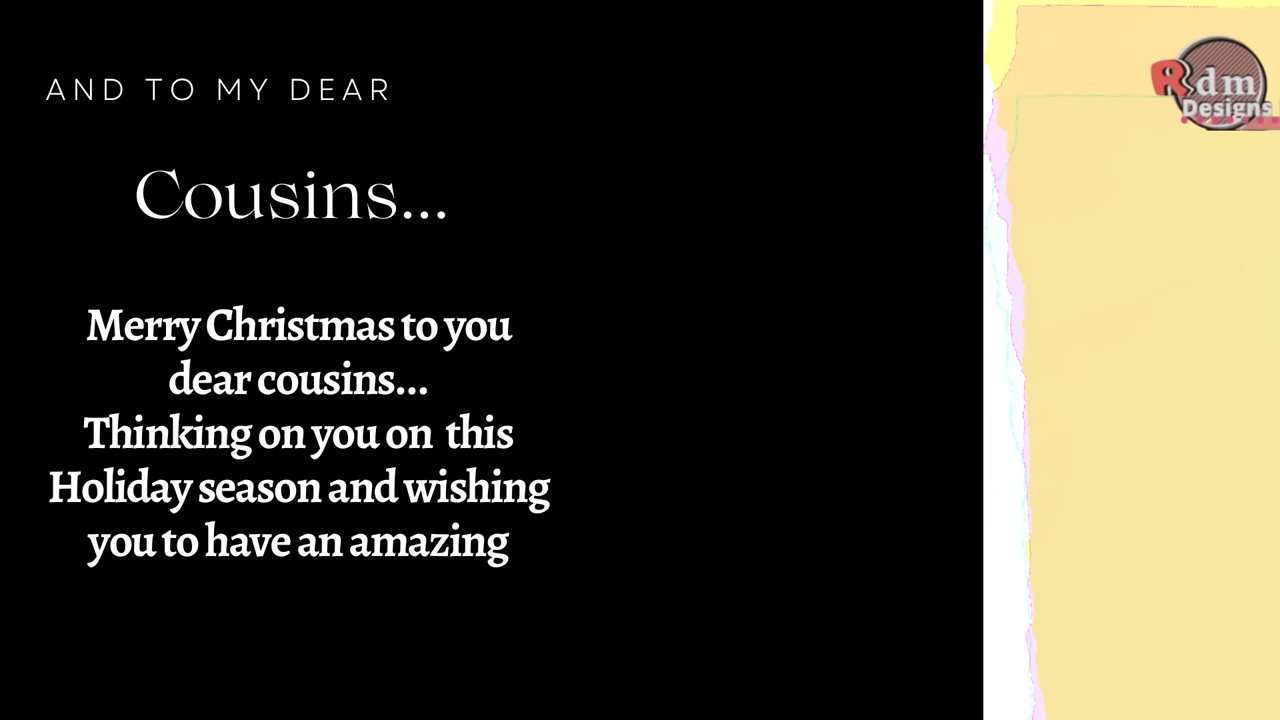 AND TO MY DEAR
Cousins...
Merry Christmas to you
dear cousins...
Thinking on you on this
Holiday season and wishing
you to have an amazing
Rdm
Designs